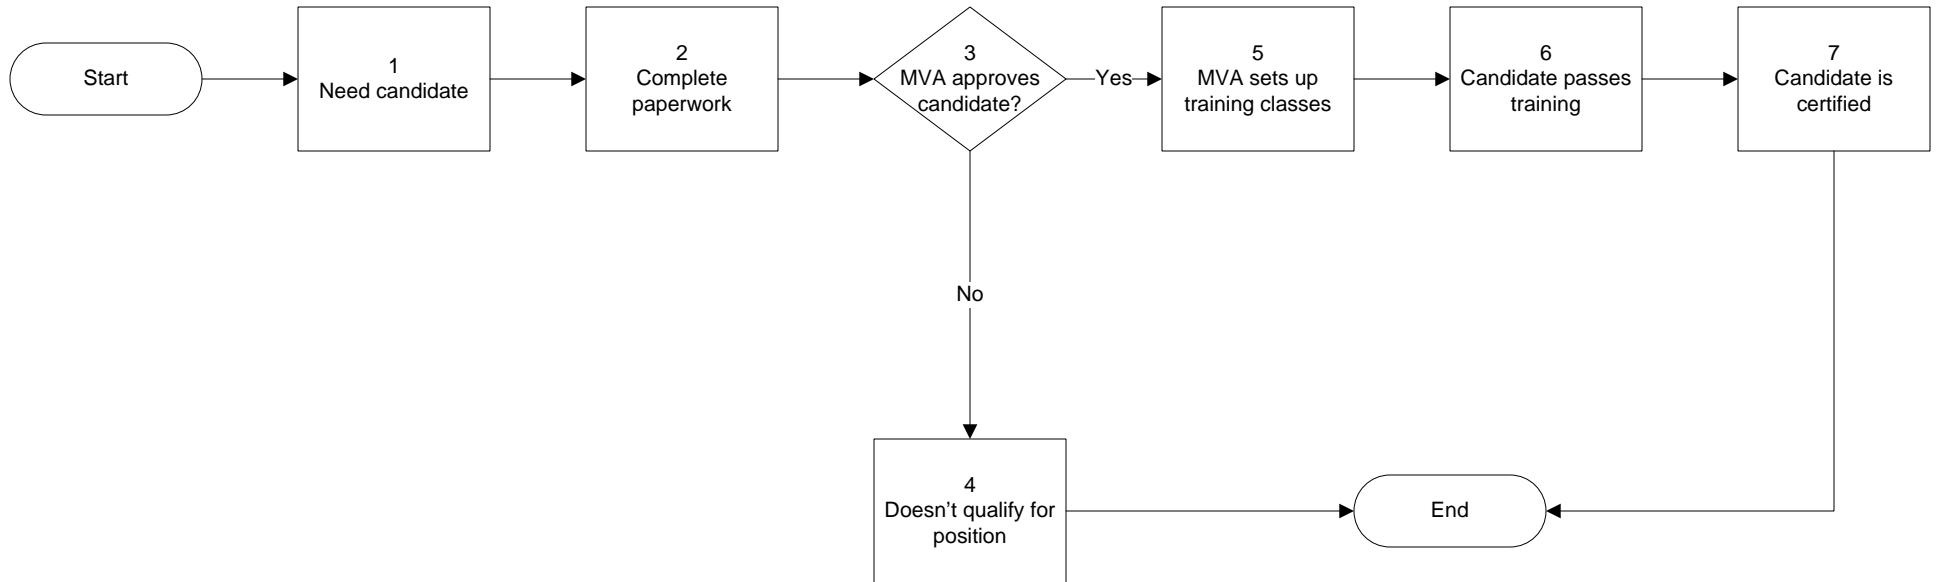 Start
1
Need candidate
2
Complete
paperwork
3
MVA approves
candidate?
Yes
5
MVA sets up
training classes
6
Candidate passes
training
7
Candidate is
certified
No
4
Doesn’t qualify for
position
End